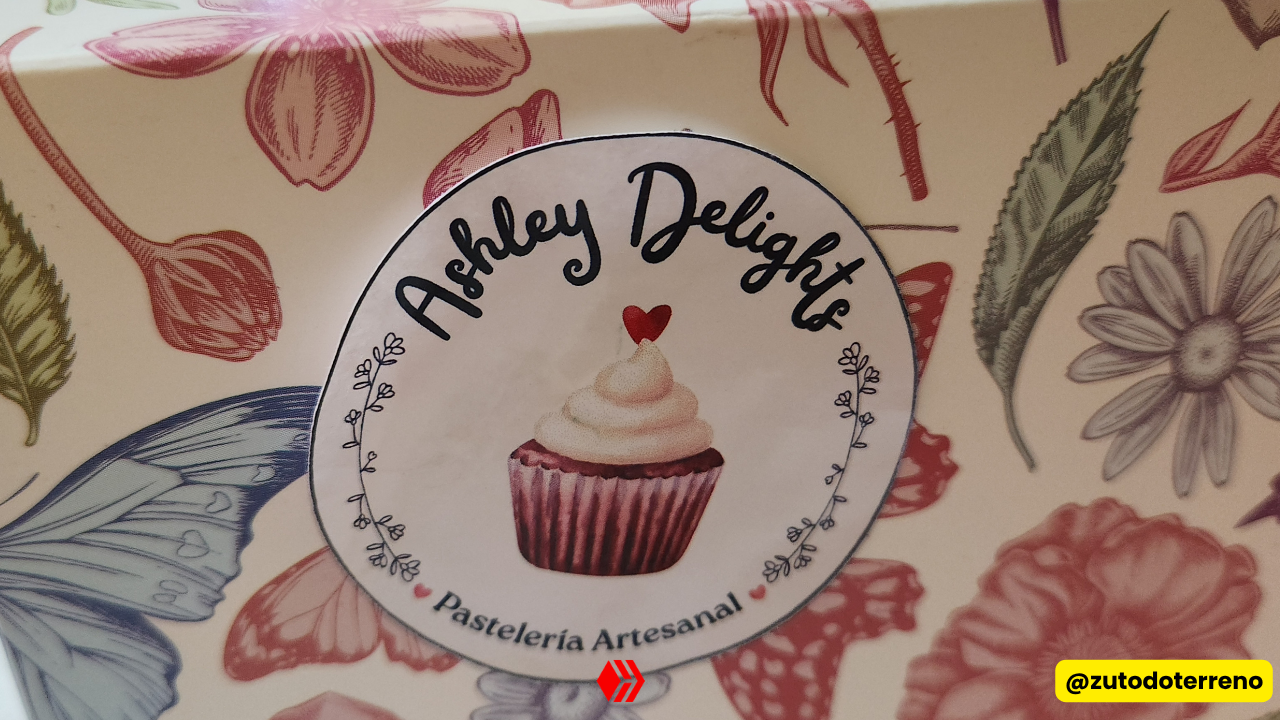 Ashley Delights
Pastelería Artesanal
@zutodoterreno